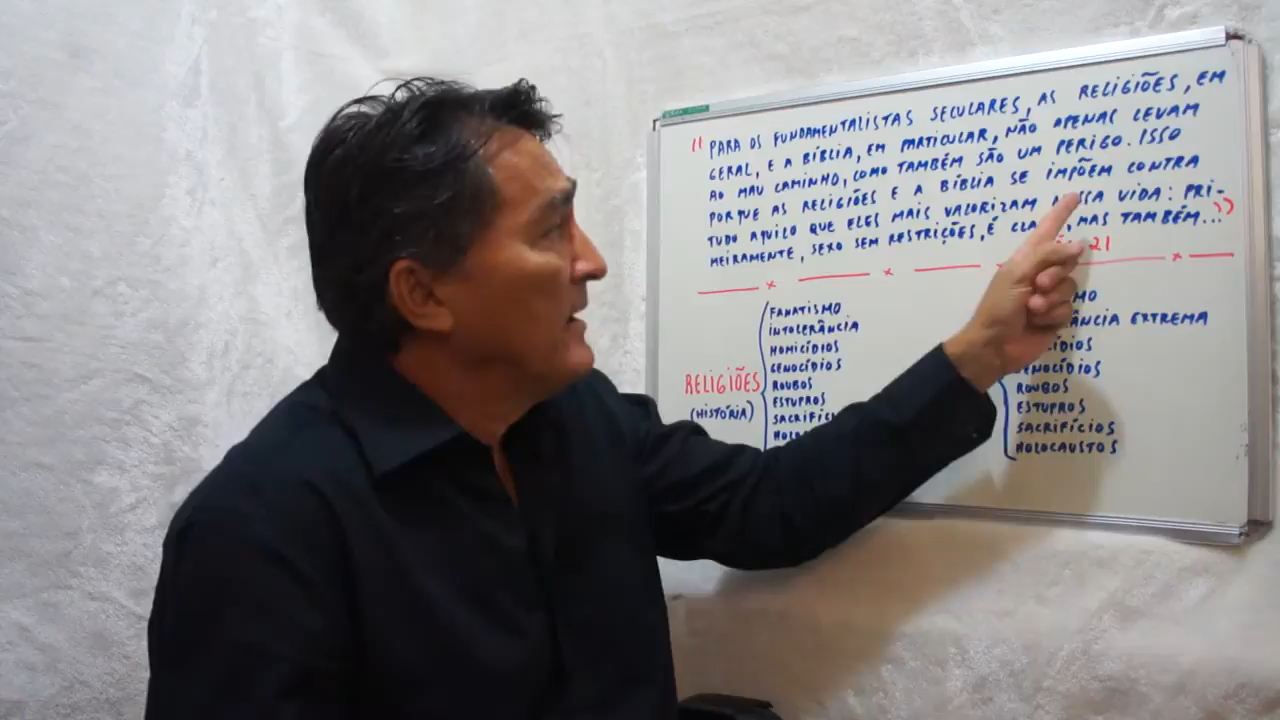 " PARA OS FUNDAMENTALISTAS SECULARES, AS RELIGIÕES, EM
GERAL, E A BÍBLIA, EM PARTICULAR, NÃO APENAS LEVAM
AO MAU CAMINHO, COMO TAMBÉM SÃO UM PERIGO. ISSO
PORQUE AS RELIGIÕES E A BÍBLIA SE IMPÕEM CONTRA
TUDO AQUILO QUE ELES MAIS VALORIZAM VIDA: PRI-
MEIRAMENTE, SEXO SEM RESTRIÇÕES, É , MAS TAMBÉM..."
21
x x x
RELIGIÕES
(HISTÓRIA)
FANATISMO
INTOLERÂNCIA
HOMICÍDIOS
GENOCÍDIOS
ROUBOS
ESTUPROS
EXTREMA
GENOCÍDIOS
ROUBOS
ESTUPROS
SACRIFÍCIOS
HOLOCAUSTOS